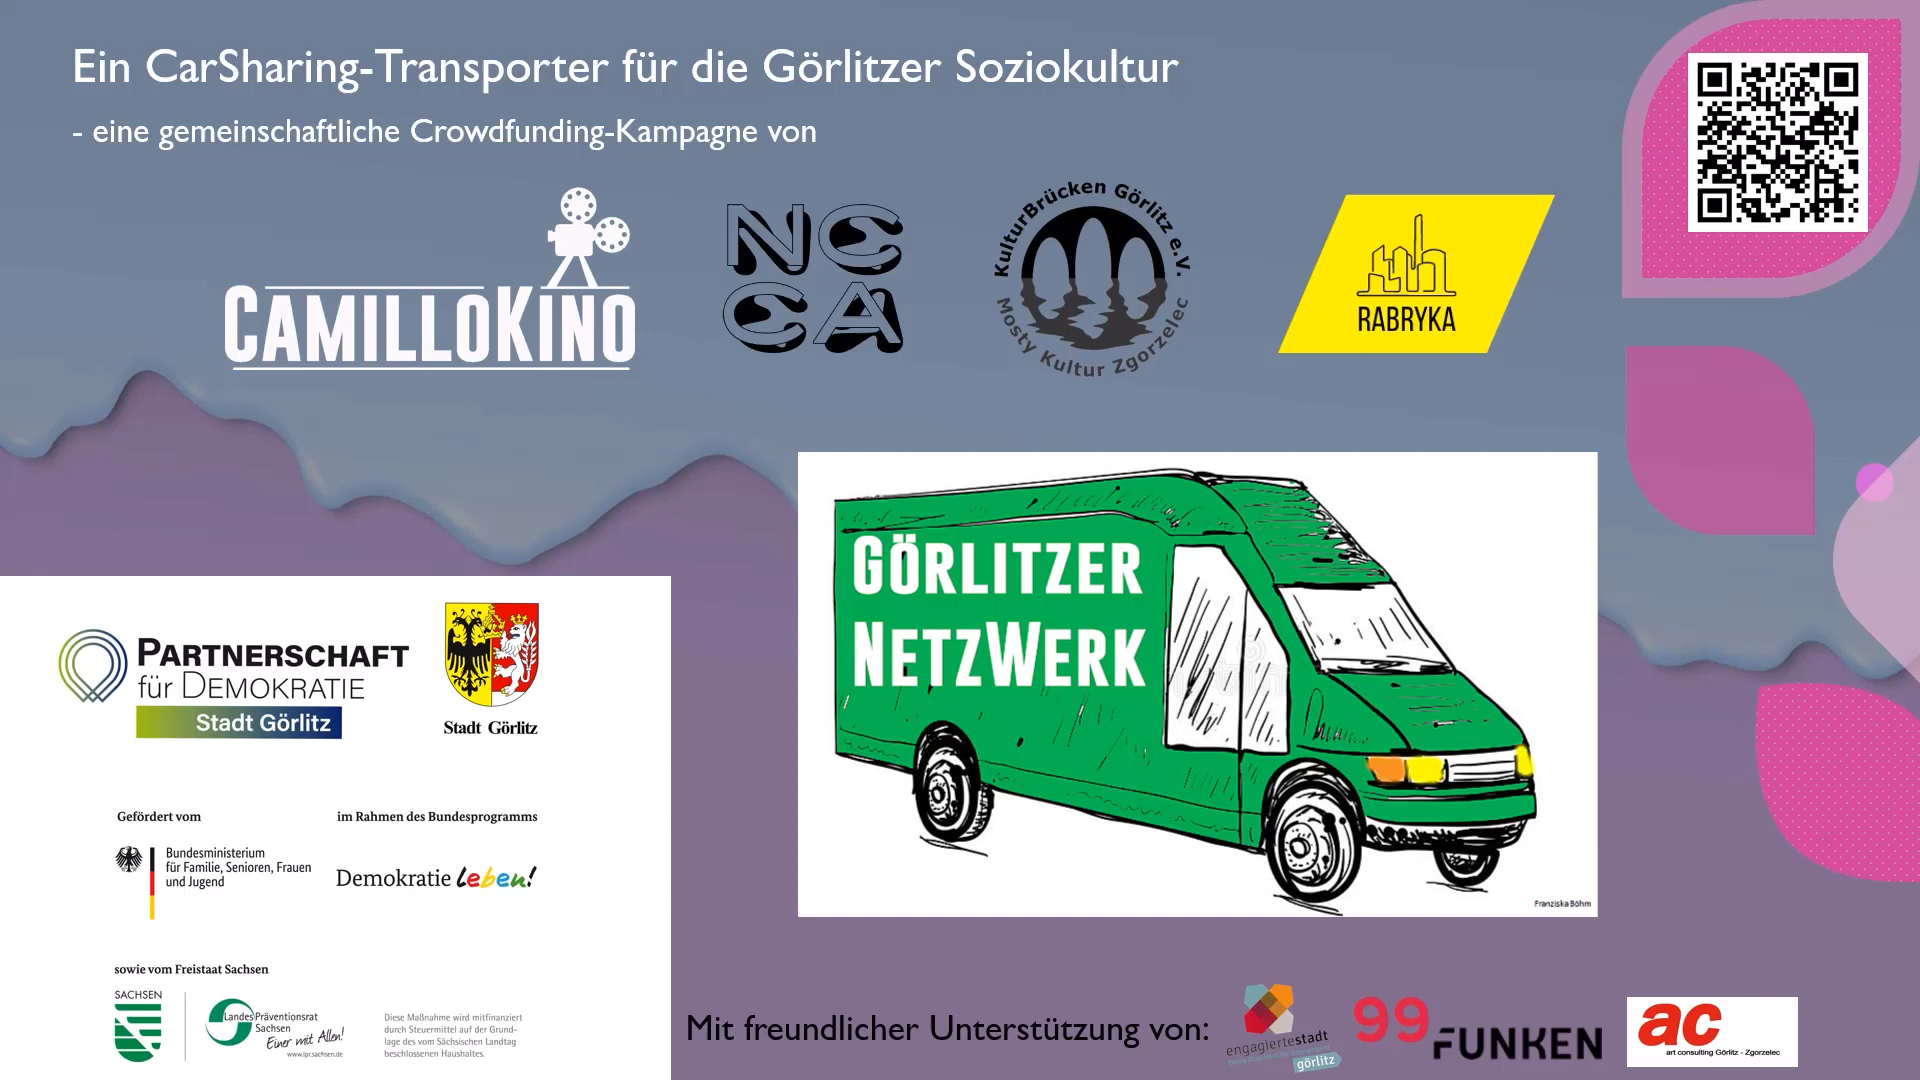 Ein CarSharing-Transporter für die Görlitzer Soziokultur
- eine gemeinschaftliche Crowdfunding-Kampagne von
CAMILLOKINO
NC
CA
KulturBrücken Görlitz e.V.
Mosty Kultur Zgorzelec
RABRYKA
GÖRLITZER
NETZWERK
Franziska Böhm
PARTNERSCHAFT
für DEMOKRATIE
Stadt Görlitz
Stadt Görlitz
Gefördert vom
im Rahmen des Bundesprogramms
Bundesministerium
für Familie, Senioren, Frauen
und Jugend
Demokratie leben!
sowie vom Freistaat Sachsen
SACHSEN
LandesPräventionsrat
Sachsen
Einer mit Allen!
www.lpr.sachsen.de
Diese Maßnahme wird mitfinanziert
durch Steuermittel auf der Grund-
lage des vom Sächsischen Landtag
beschlossenen Haushaltes.
Mit freundlicher Unterstützung von:
engagiertestadt
görlitz
99
FUNKEN
ac
art consulting Görlitz - Zgorzelec